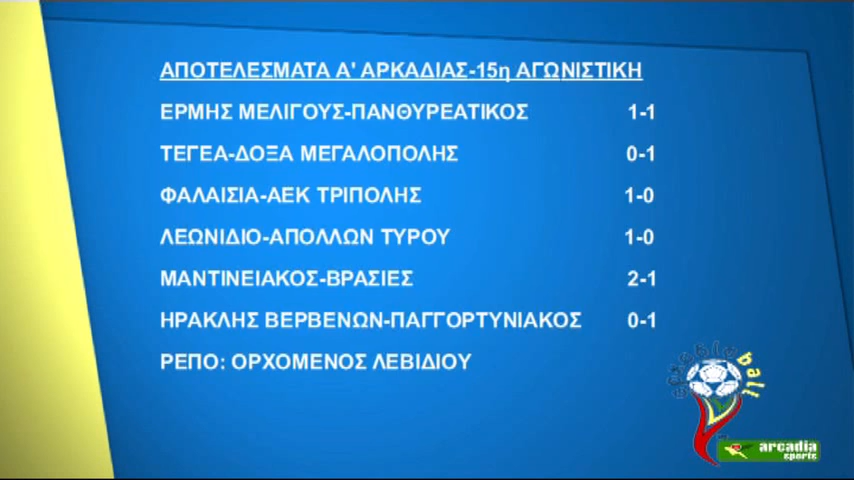 ΑΠΟΤΕΛΕΣΜΑΤΑ Α' ΑΡΚΑΔΙΑΣ-15η ΑΓΩΝΙΣΤΙΚΗ
ΕΡΜΗΣ ΜΕΛΙΓΟΥΣ-ΠΑΝΘΥΡΕΑΤΙΚΟΣ 1-1
ΤΕΓΕΑ-ΔΟΞΑ ΜΕΓΑΛΟΠΟΛΗΣ 0-1
ΦΑΛΑΙΣΙΑ-ΑΕΚ ΤΡΙΠΟΛΗΣ 1-0
ΛΕΩΝΙΔΙΟ-ΑΠΟΛΛΩΝ ΤΥΡΟΥ 1-0
ΜΑΝΤΙΝΕΙΑΚΟΣ-ΒΡΑΣΙΕΣ 2-1
ΗΡΑΚΛΗΣ ΒΕΡΒΕΝΩΝ-ΠΑΓΓΟΡΤΥΝΙΑΚΟΣ 0-1
ΡΕΠΟ: ΟΡΧΟΜΕΝΟΣ ΛΕΒΙΔΙΟΥ
ball
arcadia
sports